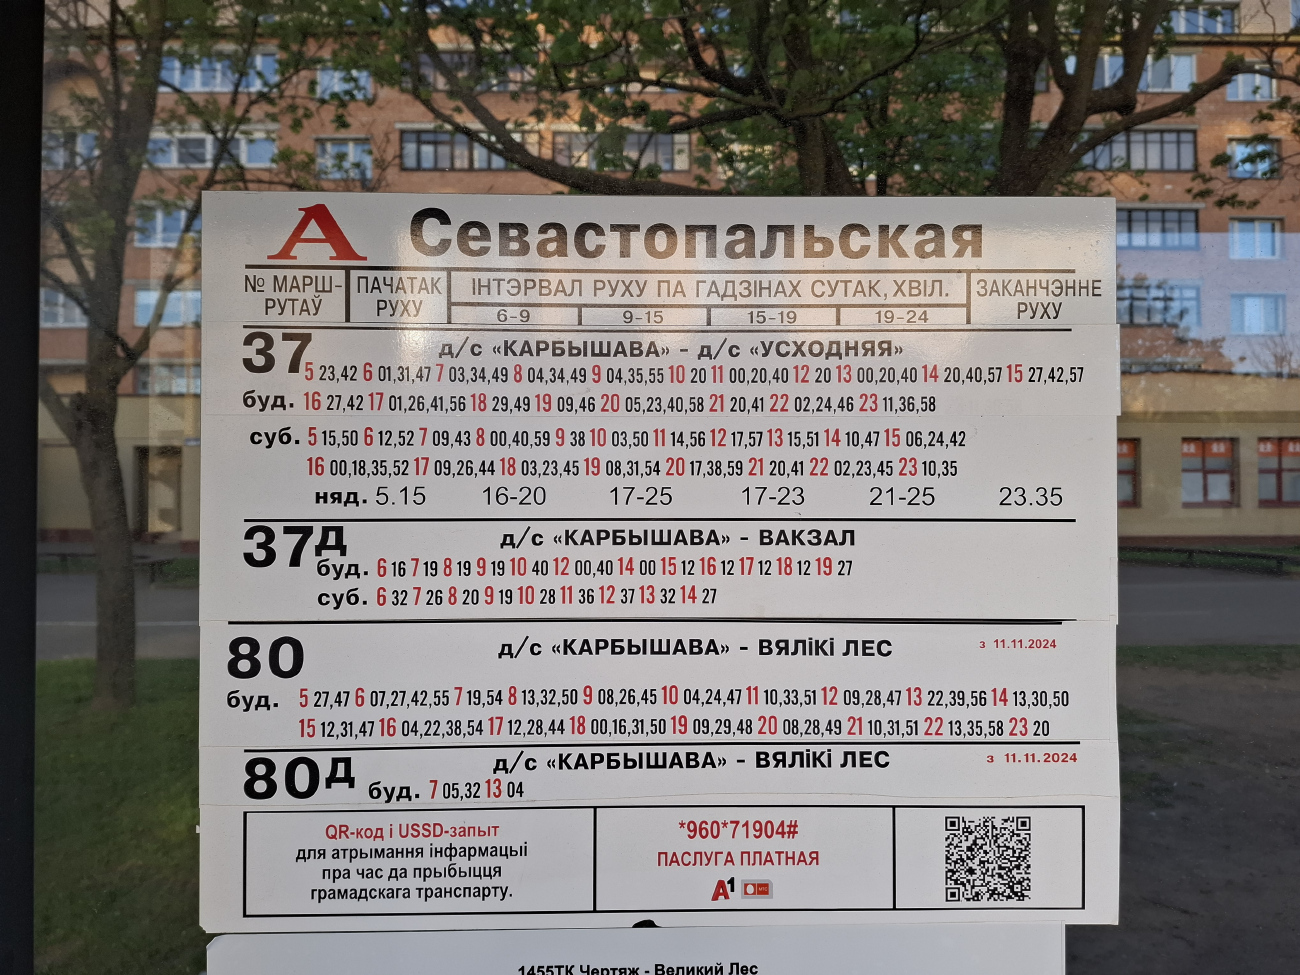 А Севастопальская
№ МАРШ-
РУТАЎ
ПАЧАТАК
РУХУ
ІНТЭРВАЛ РУХУ ПА ГАДЗІНАХ СУТАК, ХВІЛ.
6-9 9-15 15-19 19-24
ЗАКАНЧЭННЕ
РУХУ
37 д/с «КАРБЫШАВА» - д/с «УСХОДНЯЯ»
5 23,42 6 01,31,47 7 03,34,49 8 04,34,49 9 04,35,55 10 20 11 00,20,40 12 20 13 00,20,40 14 20,40,57 15 27,42,57
буд. 16 27,42 17 01,26,41,56 18 29,49 19 09,46 20 05,23,40,58 21 20,41 22 02,24,46 23 11,36,58
суб. 5 15,50 6 12,52 7 09,43 8 00,40,59 9 38 10 03,50 11 14,56 12 17,57 13 15,51 14 10,47 15 06,24,42
16 00,18,35,52 17 09,26,44 18 03,23,45 19 08,31,54 20 17,38,59 21 20,41 22 02,23,45 23 10,35
няд. 5.15 16-20 17-25 17-23 21-25 23.35
37Д д/с «КАРБЫШАВА» - ВАКЗАЛ
буд. 6 16 7 19 8 19 9 19 10 40 12 00,40 14 00 15 12 16 12 17 12 18 12 19 27
суб. 6 32 7 26 8 20 9 19 10 28 11 36 12 37 13 32 14 27
80 д/с «КАРБЫШАВА» - ВЯЛІКІ ЛЕС з 11.11.2024
буд. 5 27,47 6 07,27,42,55 7 19,54 8 13,32,50 9 08,26,45 10 04,24,47 11 10,33,51 12 09,28,47 13 22,39,56 14 13,30,50
15 12,31,47 16 04,22,38,54 17 12,28,44 18 00,16,31,50 19 09,29,48 20 08,28,49 21 10,31,51 22 13,35,58 23 20
80Д д/с «КАРБЫШАВА» - ВЯЛІКІ ЛЕС з 11.11.2024
буд. 7 05,32 13 04
QR-код і USSD-запыт
для атрымання інфармацыі
пра час да прыбыцця
грамадскага транспарту.
*960*71904#
ПАСЛУГА ПЛАТНАЯ
А1 МТС
1455ТК Чертяж - Великий Лес